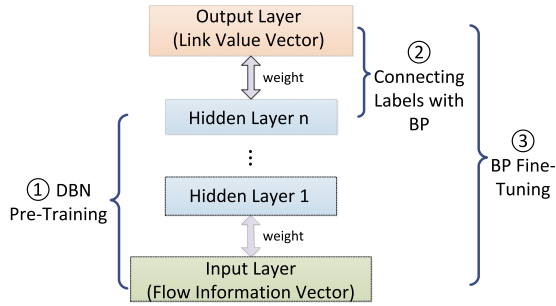 Output Layer
(Link Value Vector)
weight
②
Connecting
Labels with
BP
Hidden Layer n
⋮
③
BP Fine-
Tuning
① DBN
Pre-Training
Hidden Layer 1
weight
Input Layer
(Flow Information Vector)